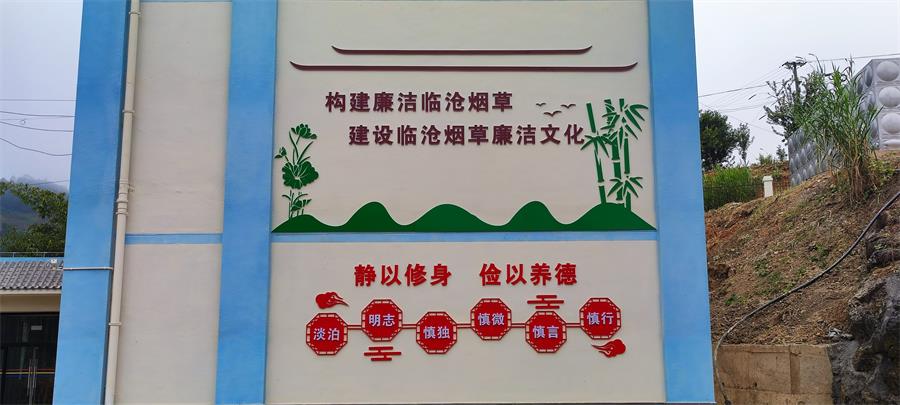 构建廉洁临沧烟草
建设临沧烟草廉洁文化
静以修身 俭以养德
淡泊 明志 慎独 慎微 慎言 慎行